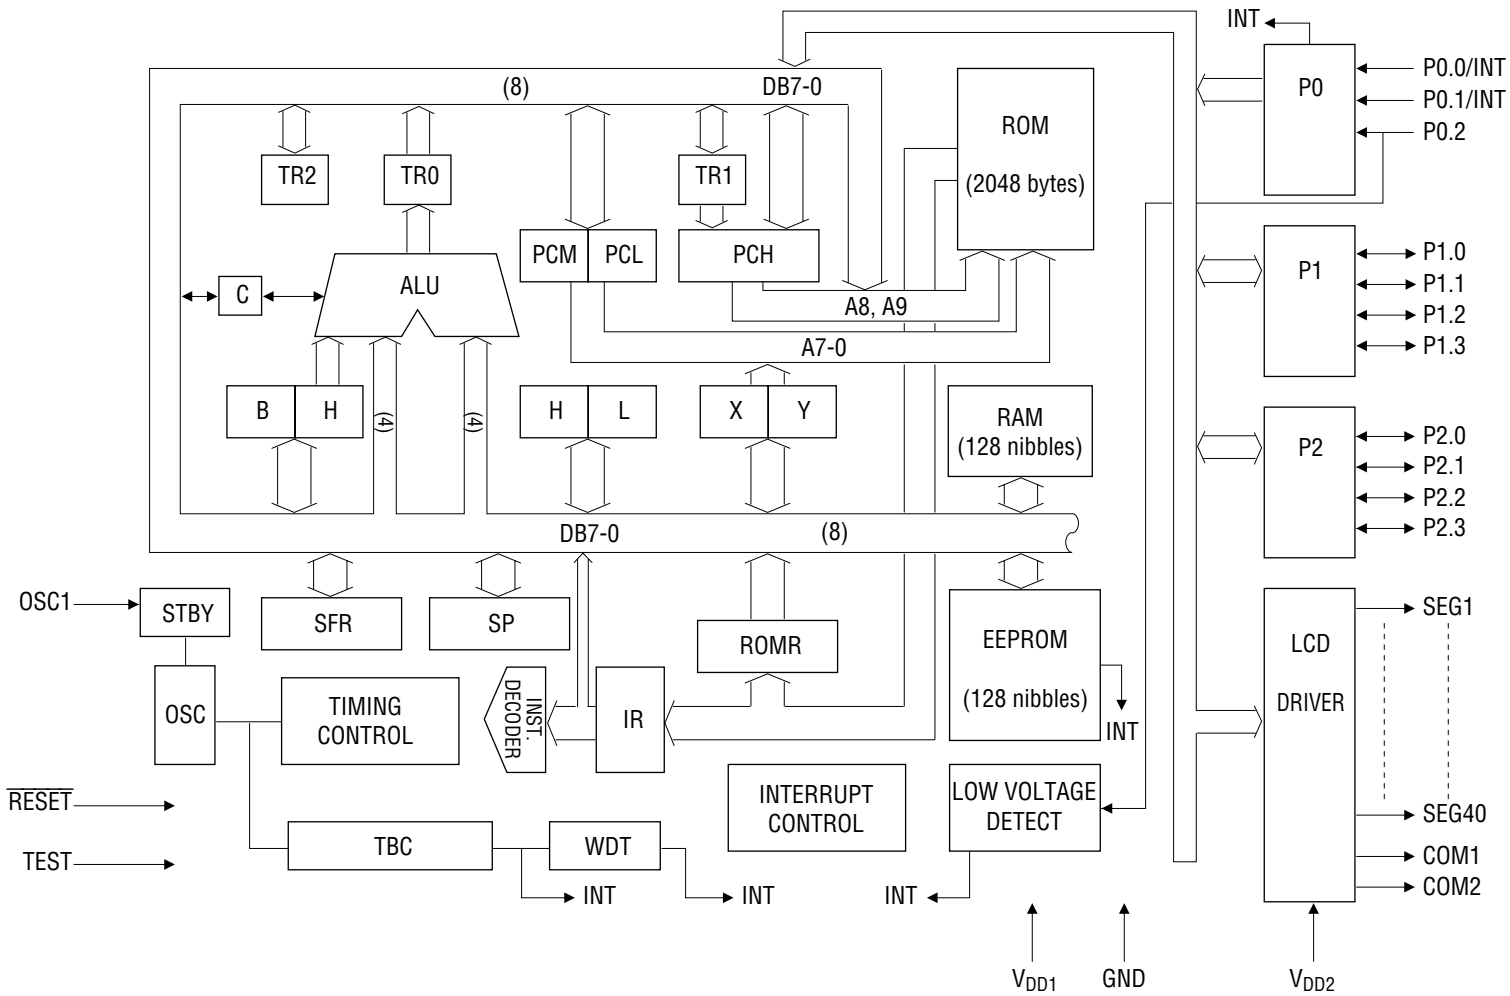 INT
P0
P0.0/INT
P0.1/INT
P0.2
(8)
DB7-0
ROM
(2048 bytes)
TR2
TR0
TR1
PCM
PCL
PCH
P1
P1.0
P1.1
P1.2
P1.3
C
ALU
A8, A9
A7-0
B
H
(4)
(4)
H
L
X
Y
RAM
(128 nibbles)
P2
P2.0
P2.1
P2.2
P2.3
DB7-0
(8)
OSC1
STBY
SFR
SP
ROMR
EEPROM
(128 nibbles)
INT
LCD
DRIVER
SEG1
SEG40
COM1
COM2
OSC
TIMING
CONTROL
INST.
DECODER
IR
RESET
TEST
TBC
WDT
INT
INT
INTERRUPT
CONTROL
LOW VOLTAGE
DETECT
INT
VDD1
GND
VDD2